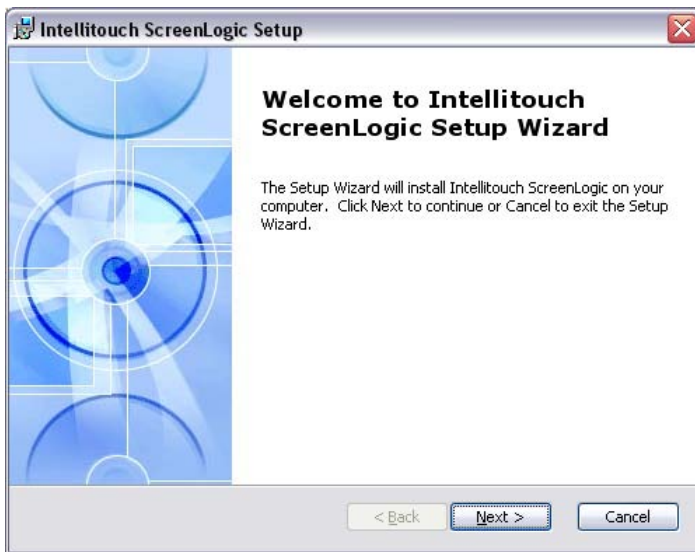 Intellitouch ScreenLogic Setup
Welcome to Intellitouch
ScreenLogic Setup Wizard
The Setup Wizard will install Intellitouch ScreenLogic on your
computer. Click Next to continue or Cancel to exit the Setup
Wizard.
< Back
Next >
Cancel